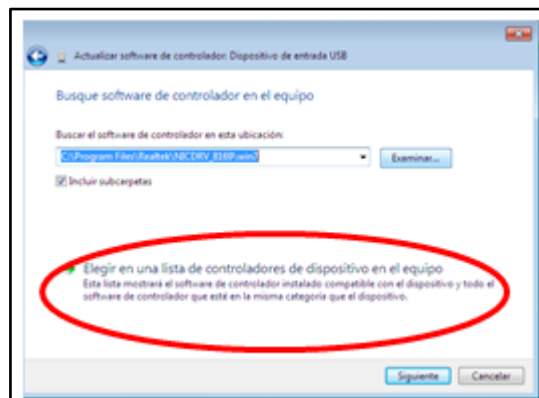 Actualizar software de controlador: Dispositivo de entrada USB
Busque software de controlador en el equipo
Buscar el software de controlador en esta ubicación:
C:\Program Files\Realtek\NICDRV_8169\win7
Examinar...
Incluir subcarpetas
Elegir en una lista de controladores de dispositivo en el equipo
Esta lista mostrará el software de controlador instalado compatible con el dispositivo y todo el
software de controlador que esté en la misma categoría que el dispositivo.
Siguiente
Cancelar